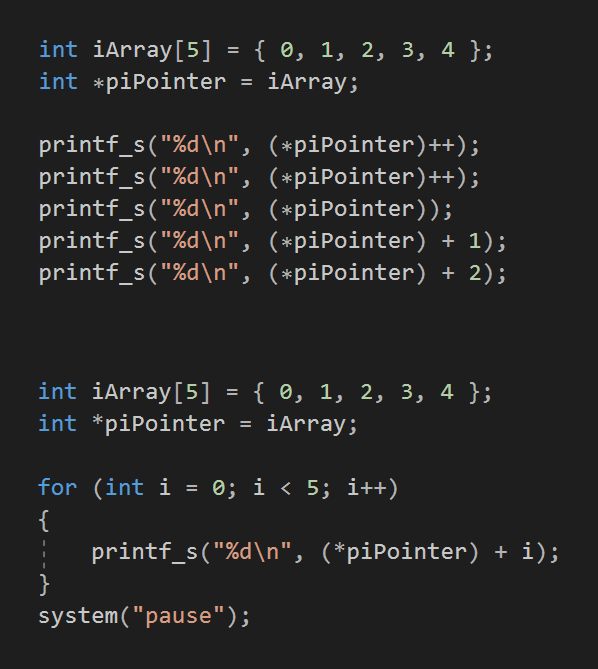 int iArray[5] = { 0, 1, 2, 3, 4 };
int *piPointer = iArray;
printf_s("%d\n", (*piPointer)++);
printf_s("%d\n", (*piPointer)++);
printf_s("%d\n", (*piPointer));
printf_s("%d\n", (*piPointer) + 1);
printf_s("%d\n", (*piPointer) + 2);
int iArray[5] = { 0, 1, 2, 3, 4 };
int *piPointer = iArray;
for (int i = 0; i < 5; i++)
{
    printf_s("%d\n", (*piPointer) + i);
}
system("pause");